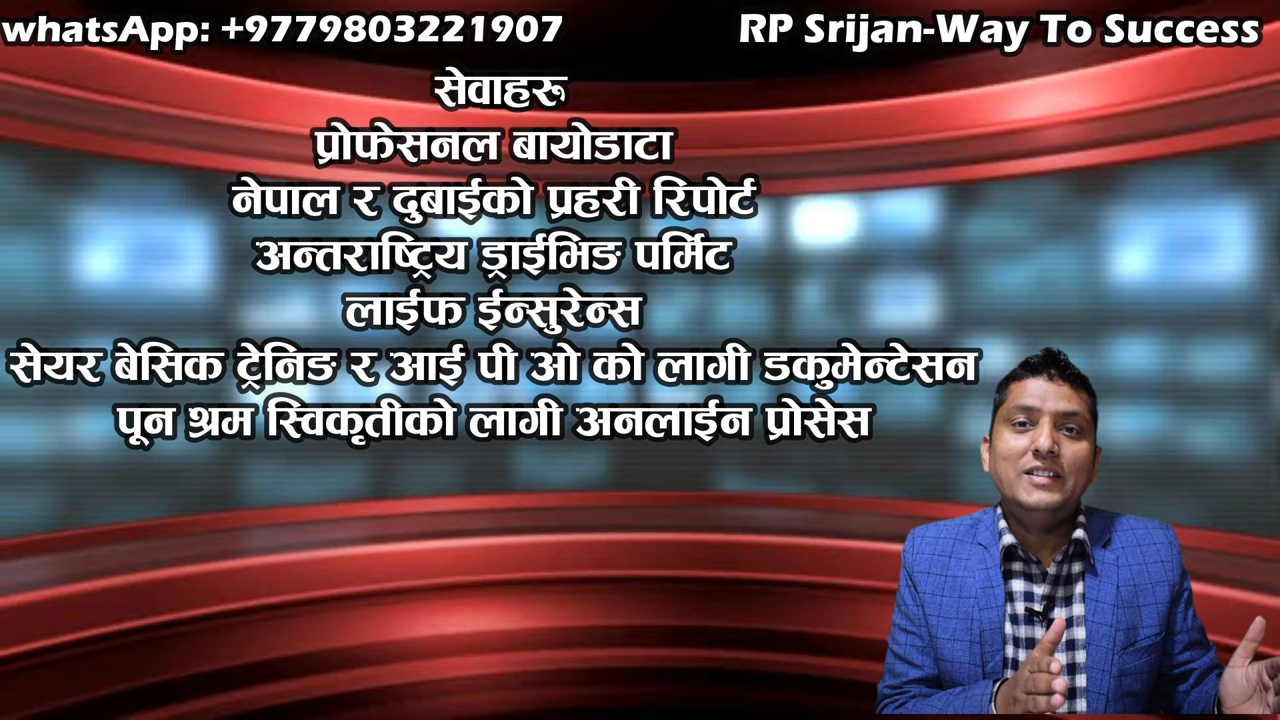 whatsApp: +9779803221907
RP Srijan-Way To Success
सेवाहरु
प्रोफेसनल बायोडाटा
नेपाल र दुबाईको प्रहरी रिपोर्ट
अन्तराष्ट्रिय ड्राईभिङ पर्मिट
लाईफ ईन्सुरेन्स
सेयर बेसिक ट्रेनिङ र आई पी ओ को लागी डकुमेन्टेसन
पून श्रम स्विकृतीको लागी अनलाईन प्रोसेस